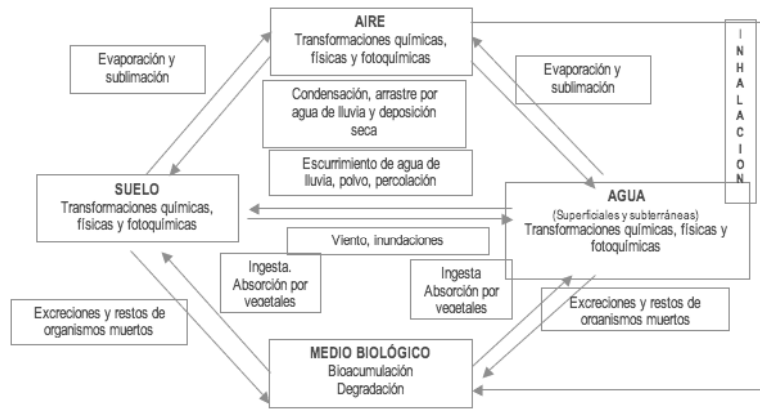 AIRE
Transformaciones químicas,
físicas y fotoquímicas
Evaporación y
sublimación
Evaporación y
sublimación
INHALACION
Condensación, arrastre por
agua de lluvia y deposición
seca
Escurrimiento de agua de
lluvia, polvo, percolación
SUELO
Transformaciones químicas,
físicas y fotoquímicas
AGUA
(Superficiales y subterráneas)
Transformaciones químicas, físicas y
fotoquímicas
Viento, inundaciones
Ingesta.
Absorción por
vegetales
Ingesta
Absorción por
vegetales
Excreciones y restos de
organismos muertos
Excreciones y restos de
organismos muertos
MEDIO BIOLÓGICO
Bioacumulación
Degradación